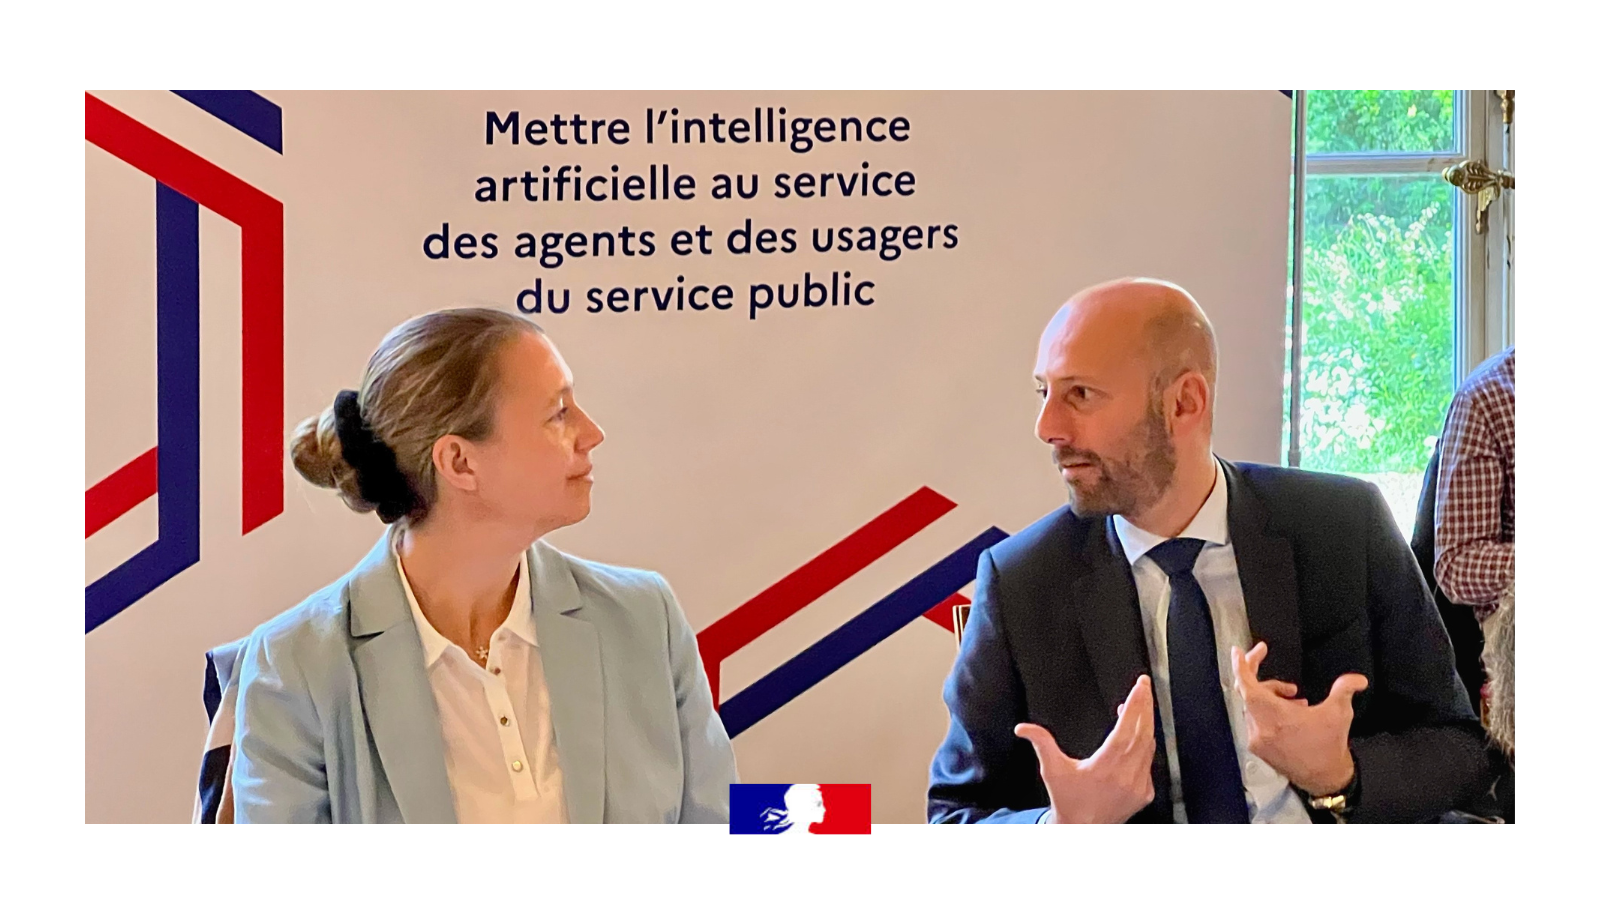 Mettre l’intelligence
artificielle au service
des agents et des usagers
du service public